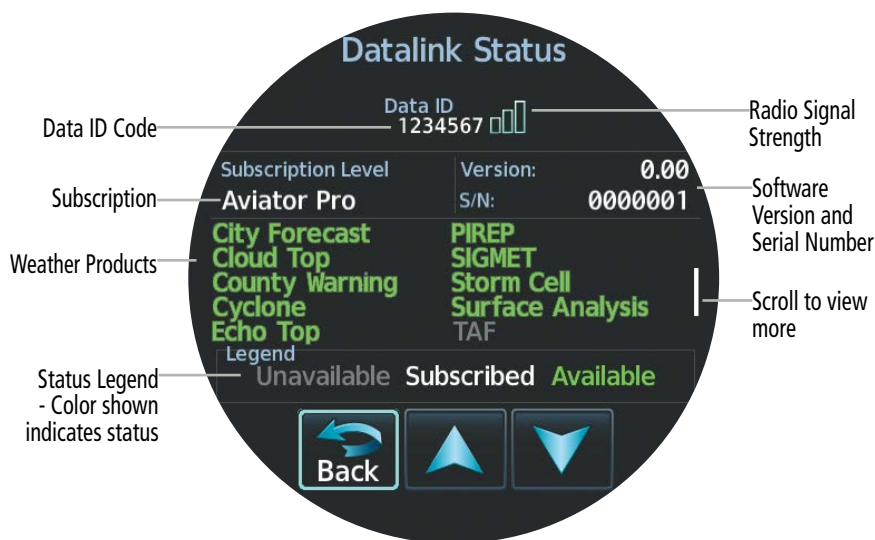 Datalink Status
Data ID
1234567
Data ID Code
Radio Signal
Strength
Subscription Level
Version: 0.00
Subscription
Aviator Pro
S/N: 0000001
Software
Version and
Serial Number
Weather Products
City Forecast PIREP
Cloud Top SIGMET
County Warning Storm Cell
Cyclone Surface Analysis
Echo Top TAF
Scroll to view
more
Legend
Unavailable Subscribed Available
Status Legend
- Color shown
indicates status
Back